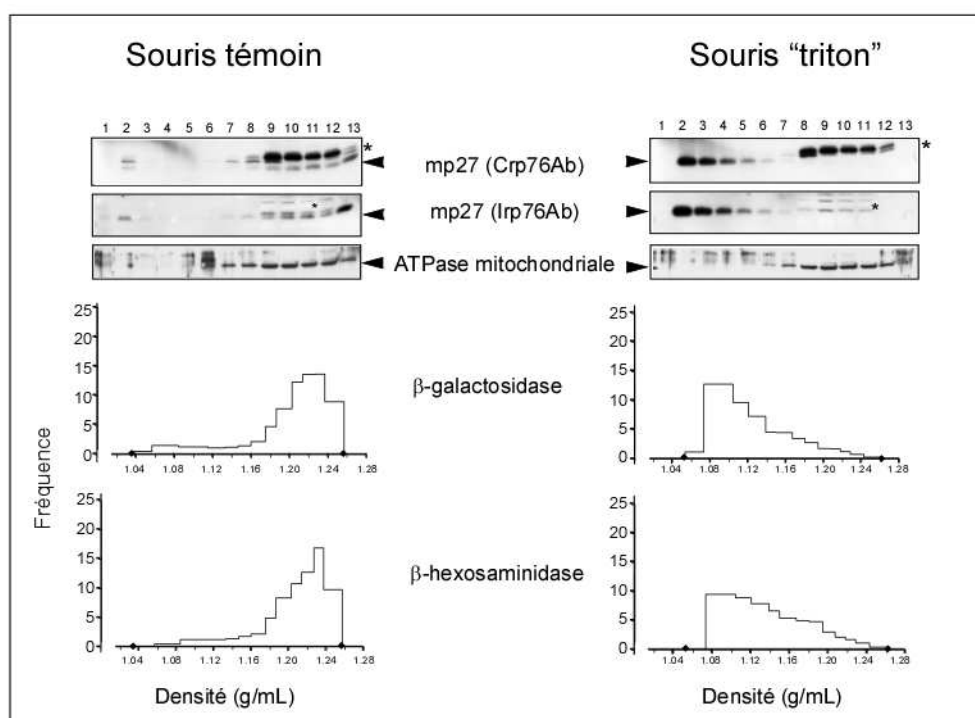 Souris témoin
Souris “triton”
1 2 3 4 5 6 7 8 9 10 11 12 13
1 2 3 4 5 6 7 8 9 10 11 12 13
*
mp27 (Crp76Ab)
*
*
mp27 (Irp76Ab)
*
ATPase mitochondriale
25
20
15
10
5
0
1.04 1.08 1.12 1.16 1.20 1.24 1.28
β-galactosidase
25
20
15
10
5
0
1.04 1.08 1.12 1.16 1.20 1.24 1.28
Fréquence
25
20
15
10
5
0
1.04 1.08 1.12 1.16 1.20 1.24 1.28
β-hexosaminidase
25
20
15
10
5
0
1.04 1.08 1.12 1.16 1.20 1.24 1.28
Densité (g/mL)
Densité (g/mL)